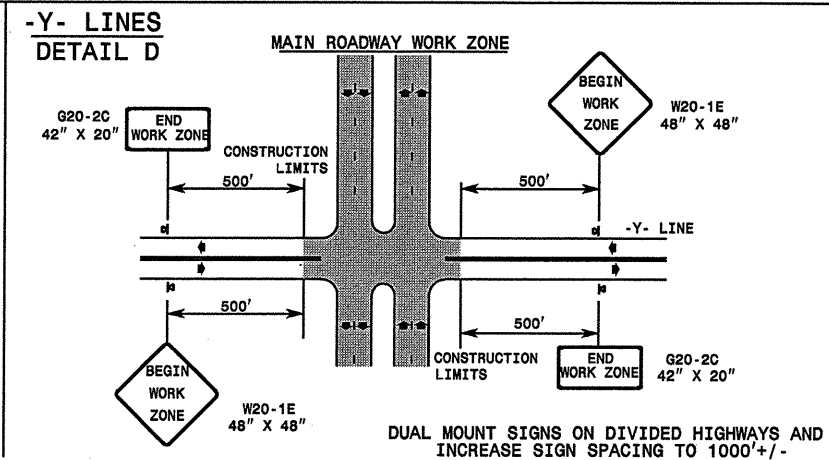 -Y- LINES
DETAIL D
MAIN ROADWAY WORK ZONE
G20-2C
42" X 20"
END
WORK ZONE
CONSTRUCTION
LIMITS
500'
BEGIN
WORK
ZONE
W20-1E
48" X 48"
500'
-Y- LINE
500'
BEGIN
WORK
ZONE
W20-1E
48" X 48"
500'
CONSTRUCTION
LIMITS
END
WORK ZONE
G20-2C
42" X 20"
DUAL MOUNT SIGNS ON DIVIDED HIGHWAYS AND
INCREASE SIGN SPACING TO 1000'+/-